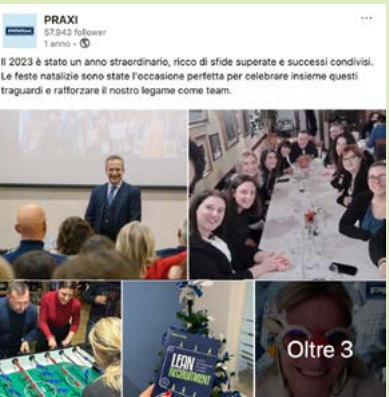 PRAXI
57.943 follower
1 anno •
Il 2023 è stato un anno straordinario, ricco di sfide superate e successi condivisi.
Le feste natalizie sono state l'occasione perfetta per celebrare insieme questi
traguardi e rafforzare il nostro legame come team.
LEAN
RECRUITMENT
Oltre 3